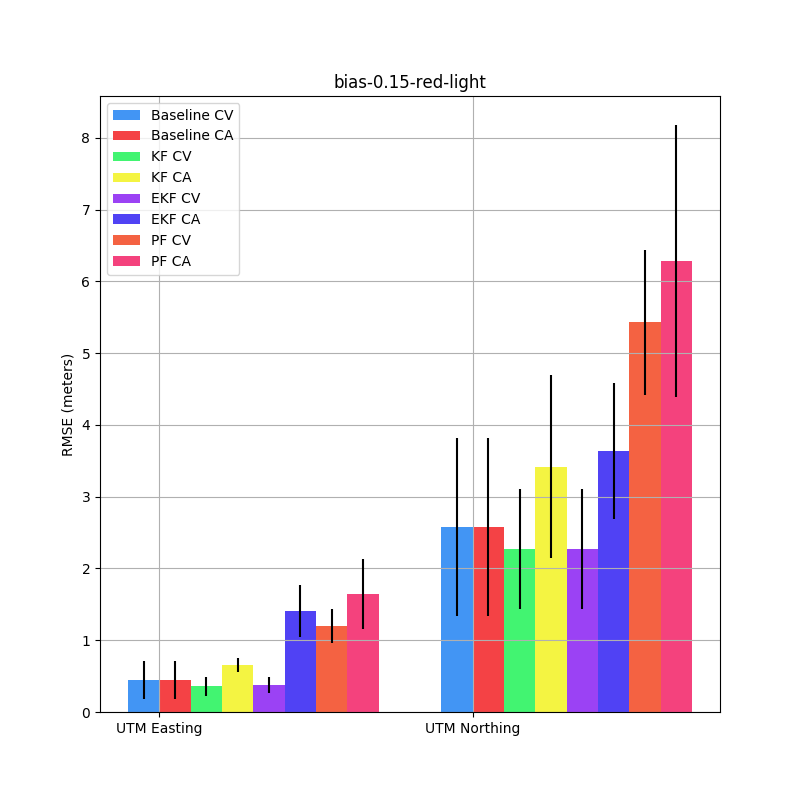 bias-0.15-red-light
Baseline CV
Baseline CA
KF CV
KF CA
EKF CV
EKF CA
PF CV
PF CA
RMSE (meters)
8
7
6
5
4
3
2
1
0
UTM Easting
UTM Northing